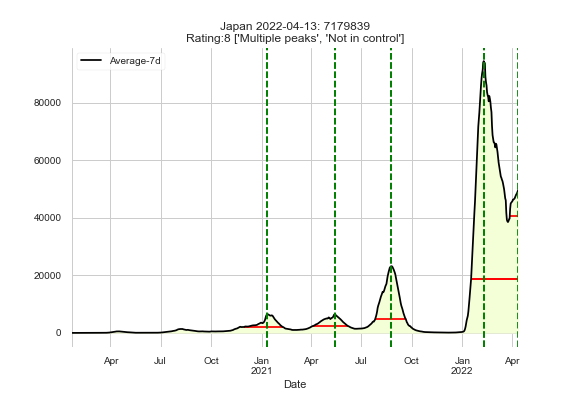 Japan 2022-04-13: 7179839
Rating:8 ['Multiple peaks', 'Not in control']
Average-7d
80000
60000
40000
20000
0
Apr Jul Oct Jan Apr Jul Oct Jan Apr
2021 2022
Date